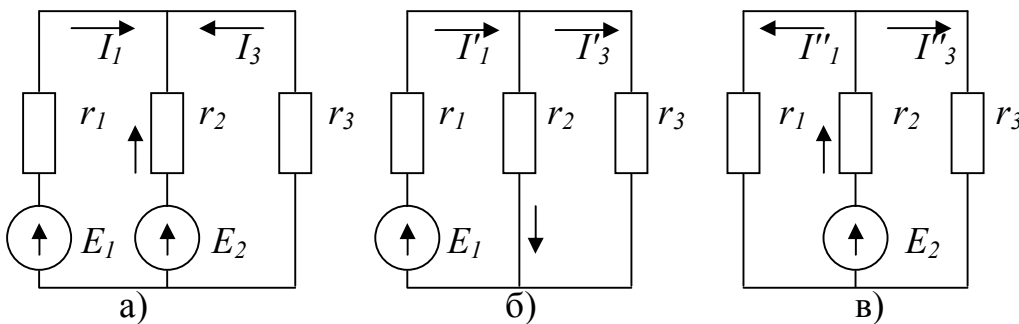 I1 I3 I'1 I'3 I''1 I''3
r1 r2 r3 r1 r2 r3 r1 r2 r3
E1 E2 E1 E2
а) б) в)